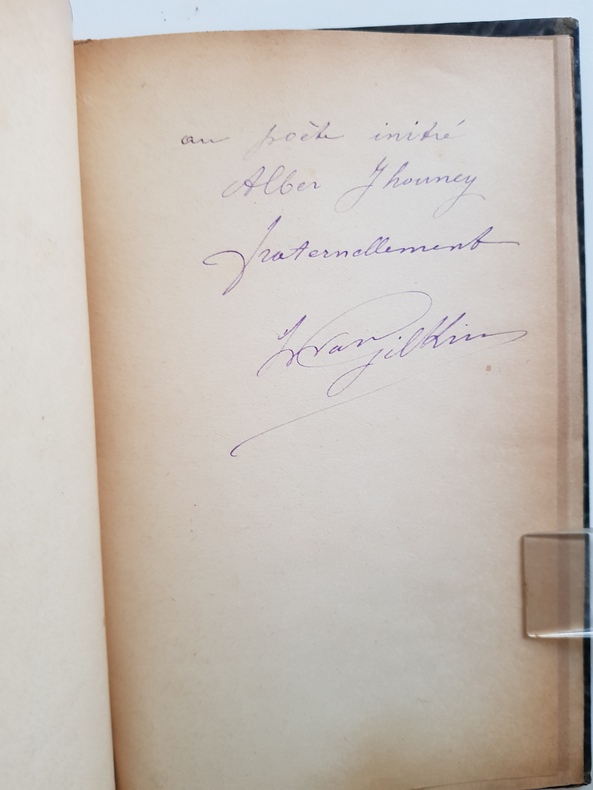 au poète initié
Alber Jhouney
fraternellement
Iwan Gilkin